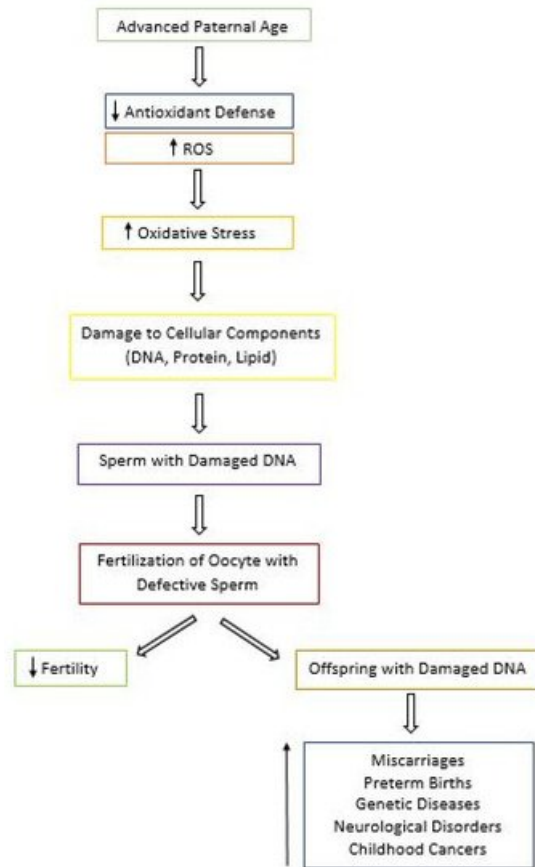 Advanced Paternal Age
↓ Antioxidant Defense
↑ ROS
↑ Oxidative Stress
Damage to Cellular Components
(DNA, Protein, Lipid)
Sperm with Damaged DNA
Fertilization of Oocyte with
Defective Sperm
↓ Fertility
Offspring with Damaged DNA
Miscarriages
Preterm Births
Genetic Diseases
Neurological Disorders
Childhood Cancers